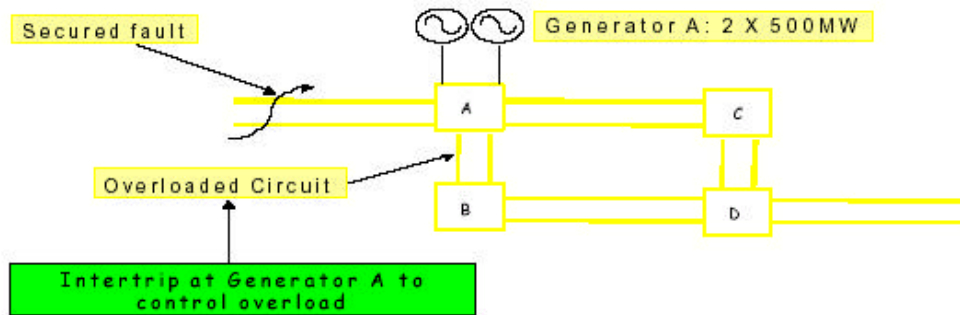 Secured fault
Generator A: 2 X 500MW
A
C
Overloaded Circuit
B
D
Intertrip at Generator A to
control overload